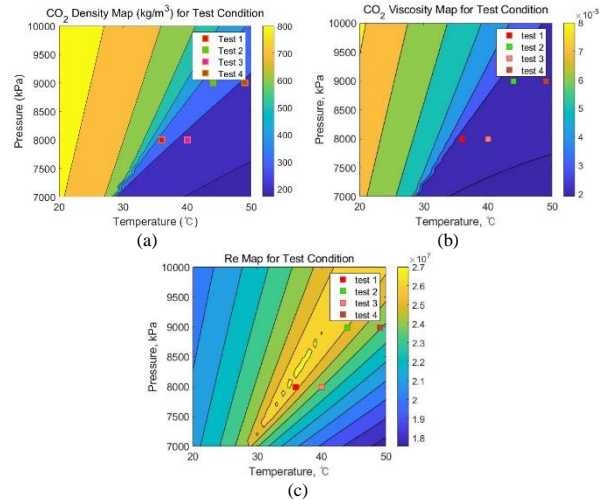 CO2 Density Map (kg/m³) for Test Condition
10000
9500
9000
8500
8000
7500
7000
Pressure (kPa)
20 30 40 50
Temperature (℃)
Test 1
Test 2
Test 3
Test 4
800
700
600
500
400
300
200
(a)
CO2 Viscosity Map for Test Condition
10000
9500
9000
8500
8000
7500
7000
Pressure, kPa
20 30 40 50
Temperature, ℃
test 1
test 2
test 3
test 4
8
7
6
5
4
3
2
(b)
Re Map for Test Condition
10000
9500
9000
8500
8000
7500
7000
Pressure, kPa
20 30 40 50
Temperature, ℃
test 1
test 2
test 3
test 4
×10⁷
2.7
2.6
2.5
2.4
2.3
2.2
2.1
2
1.9
1.8
(c)